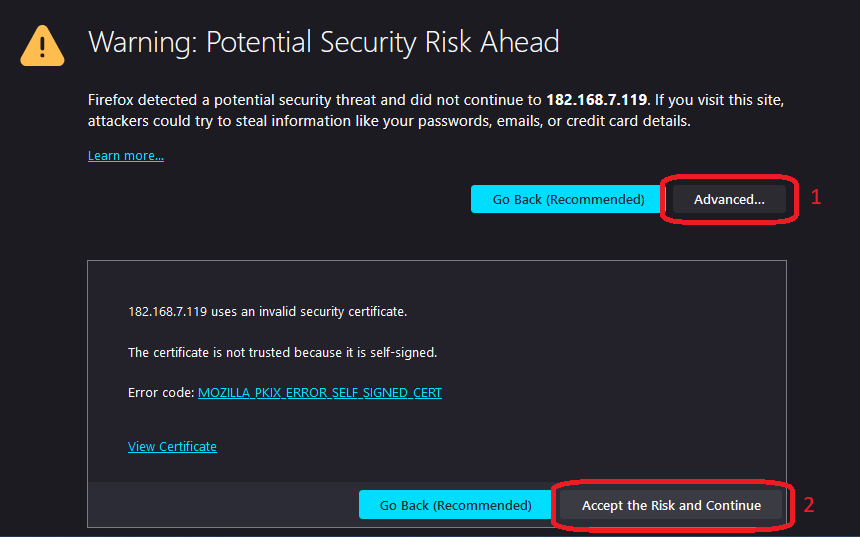 Warning: Potential Security Risk Ahead
Firefox detected a potential security threat and did not continue to 182.168.7.119. If you visit this site,
attackers could try to steal information like your passwords, emails, or credit card details.
Learn more...
Go Back (Recommended) Advanced... 1
182.168.7.119 uses an invalid security certificate.
The certificate is not trusted because it is self-signed.
Error code: MOZILLA_PKIX_ERROR_SELF_SIGNED_CERT
View Certificate
Go Back (Recommended) Accept the Risk and Continue 2